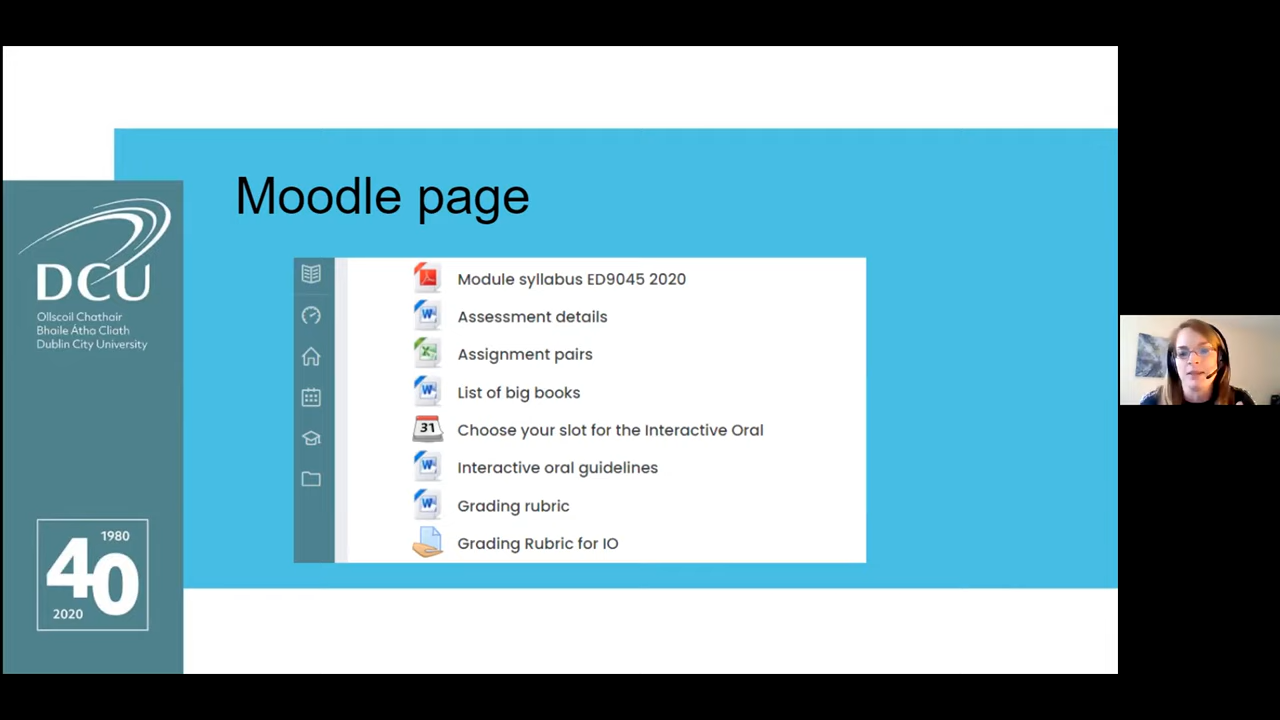 Moodle page
DCU
Ollscoil Chathair
Bhaile Átha Cliath
Dublin City University
Module syllabus ED9045 2020
Assessment details
Assignment pairs
List of big books
31
Choose your slot for the Interactive Oral
Interactive oral guidelines
Grading rubric
Grading Rubric for IO
1980
40
2020